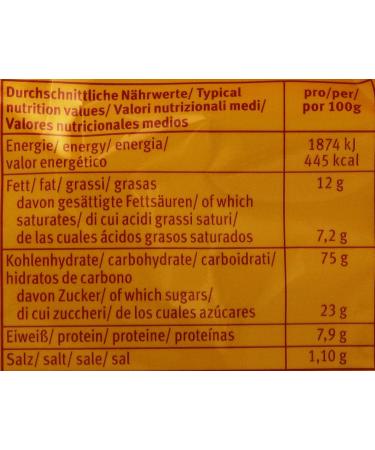 Durchschnittliche Nährwerte/ Typical
nutrition values/ Valori nutrizionali medi/
Valores nutricionales medios
pro/per/
por 100g
Energie/ energy/ energia/
valor energético
1874 kJ
445 kcal
Fett/ fat/ grassi/ grasas
12 g
davon gesättigte Fettsäuren/ of which
saturates/ di cui acidi grassi saturi/
de las cuales ácidos grasos saturados
7,2 g
Kohlenhydrate/ carbohydrate/ carboidrati/
75 g
hidratos de carbono
davon Zucker/ of which sugars/
di cui zuccheri/ de los cuales azúcares
23 g
Eiweiß/ protein/ proteine/ proteínas
7,9 g
Salz/ salt/ sale/ sal
1,10 g